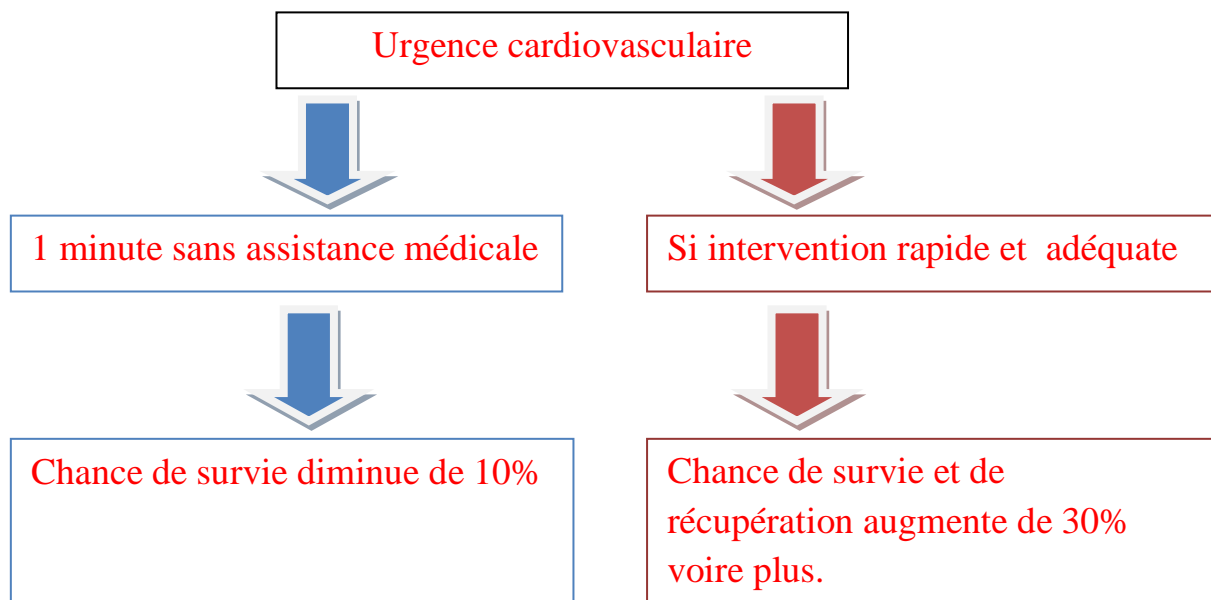 Urgence cardiovasculaire
1 minute sans assistance médicale
Si intervention rapide et adéquate
Chance de survie diminue de 10%
Chance de survie et de
récupération augmente de 30%
voire plus.